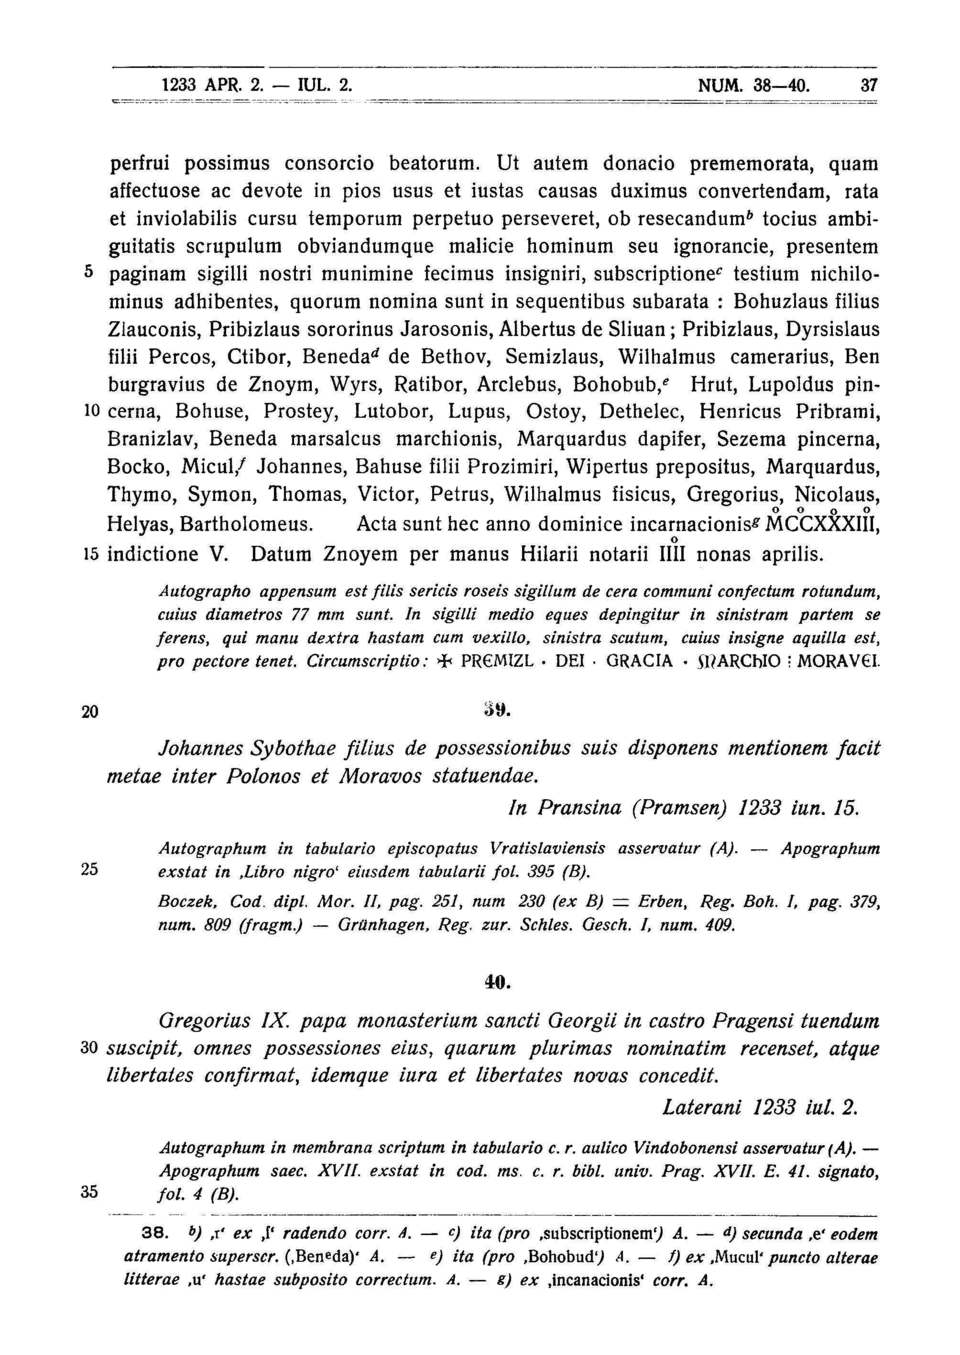 1233 APR. 2. — IUL. 2. NUM. 38—40. 37
perfrui possimus consorcio beatorum. Ut autem donacio prememorata, quam
affectuose ac devote in pios usus et iustas causas duximus convertendam, rata
et inviolabilis cursu temporum perpetuo perseveret, ob resecandumᵇ tocius ambi-
guitatis scrupulum obviandumque malicie hominum seu ignorancie, presentem
5 paginam sigilli nostri munimine fecimus insigniri, subscriptioneᶜ testium nichilo-
minus adhibentes, quorum nomina sunt in sequentibus subarata : Bohuzlaus filius
Zlauconis, Pribizlaus sororinus Jarosonis, Albertus de Sliuan ; Pribizlaus, Dyrsislaus
filii Percos, Ctibor, Benedaᵈ de Bethov, Semizlaus, Wilhalmus camerarius, Ben
burgravius de Znoym, Wyrs, Ratibor, Arclebus, Bohobub,ᵉ Hrut, Lupoldus pin-
10 cerna, Bohuse, Prostey, Lutobor, Lupus, Ostoy, Dethelec, Henricus Pribrami,
Branizlav, Beneda marsalcus marchionis, Marquardus dapifer, Sezema pincerna,
Bocko, Micul,ᶠ Johannes, Bahuse filii Prozimiri, Wipertus prepositus, Marquardus,
Thymo, Symon, Thomas, Victor, Petrus, Wilhalmus fisicus, Gregorius, Nicolaus,
Helyas, Bartholomeus. Acta sunt hec anno dominice incarnacionisᵍ M̊CC̊XXX̊III̊,
15 indictione V. Datum Znoyem per manus Hilarii notarii III̊I nonas aprilis.
Autographo appensum est filis sericis roseis sigillum de cera communi confectum rotundum,
cuius diametros 77 mm sunt. In sigilli medio eques depingitur in sinistram partem se
ferens, qui manu dextra hastam cum vexillo, sinistra scutum, cuius insigne aquilla est,
pro pectore tenet. Circumscriptio: ✠ PRЄMIZL · DEI · GRACIA · MARChIO ⁝ MORAVЄI.
20 39.
Johannes Sybothae filius de possessionibus suis disponens mentionem facit
metae inter Polonos et Moravos statuendae.
In Pransina (Pramsen) 1233 iun. 15.
Autographum in tabulario episcopatus Vratislaviensis asservatur (A). — Apographum
25 exstat in ‚Libro nigro‘ eiusdem tabularii fol. 395 (B).
Boczek, Cod. dipl. Mor. II, pag. 251, num 230 (ex B) = Erben, Reg. Boh. I, pag. 379,
num. 809 (fragm.) — Grünhagen, Reg. zur. Schles. Gesch. I, num. 409.
40.
Gregorius IX. papa monasterium sancti Georgii in castro Pragensi tuendum
30 suscipit, omnes possessiones eius, quarum plurimas nominatim recenset, atque
libertates confirmat, idemque iura et libertates novas concedit.
Laterani 1233 iul. 2.
Autographum in membrana scriptum in tabulario c. r. aulico Vindobonensi asservatur (A). —
Apographum saec. XVII. exstat in cod. ms. c. r. bibl. univ. Prag. XVII. E. 41. signato,
35 fol. 4 (B).
38. b) ‚r‘ ex ‚ſ‘ radendo corr. A. — c) ita (pro ‚subscriptionem‘) A. — d) secunda ‚e‘ eodem
atramento superscr. (‚Benᵉda)‘ A. — e) ita (pro ‚Bohobud‘) A. — f) ex ‚Mucul‘ puncto alterae
litterae ‚u‘ hastae subposito correctum. A. — g) ex ‚incanacionis‘ corr. A.